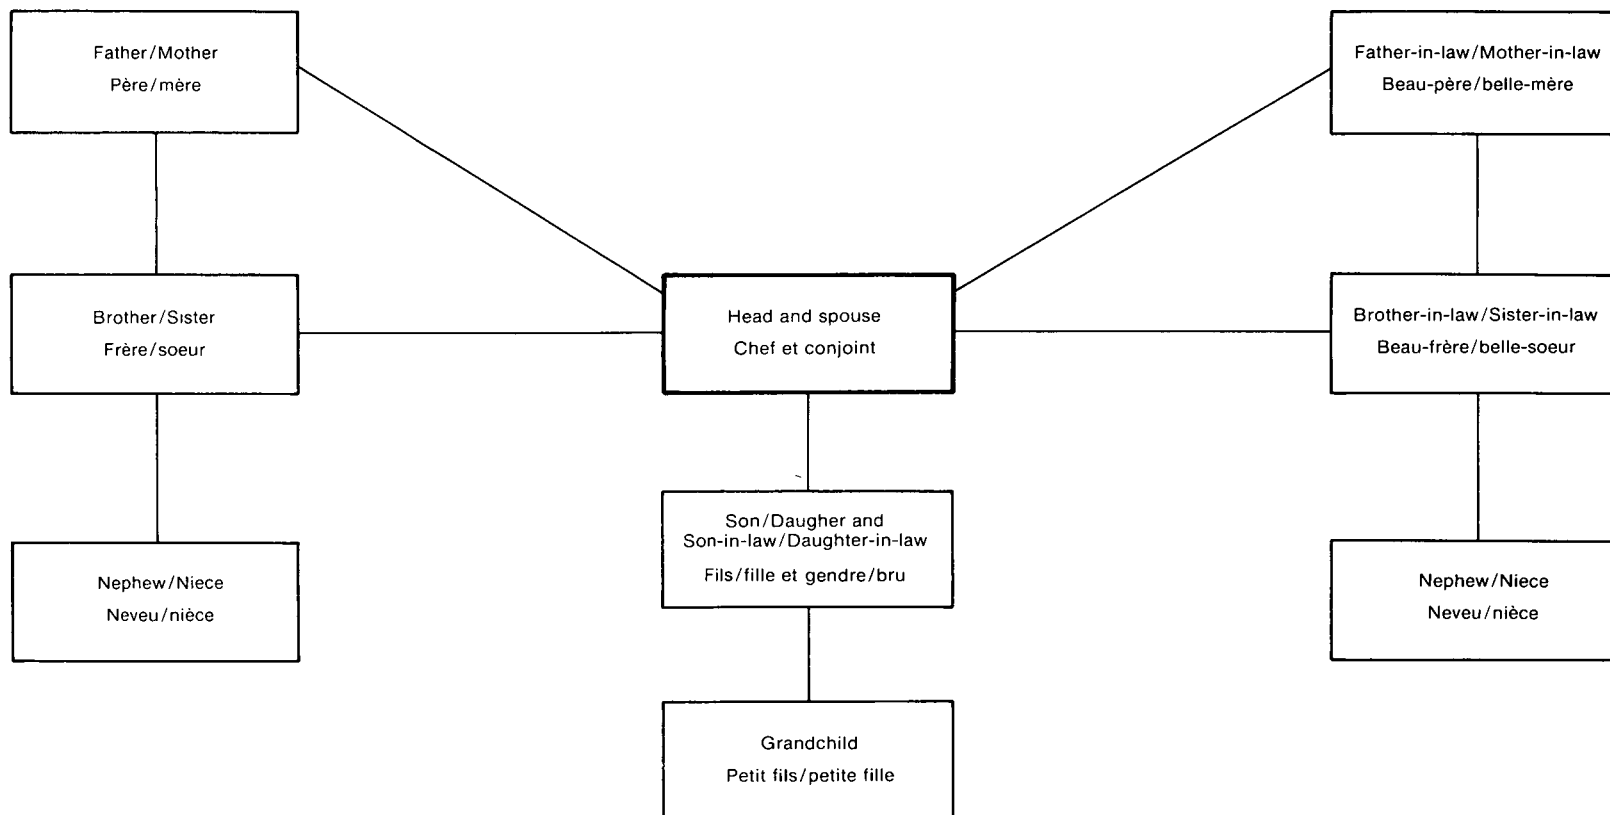 Father/Mother
Père/mère
Father-in-law/Mother-in-law
Beau-père/belle-mère
Brother/Sister
Frère/soeur
Head and spouse
Chef et conjoint
Brother-in-law/Sister-in-law
Beau-frère/belle-soeur
Son/Daugher and
Son-in-law/Daughter-in-law
Fils/fille et gendre/bru
Nephew/Niece
Neveu/nièce
Nephew/Niece
Neveu/nièce
Grandchild
Petit fils/petite fille